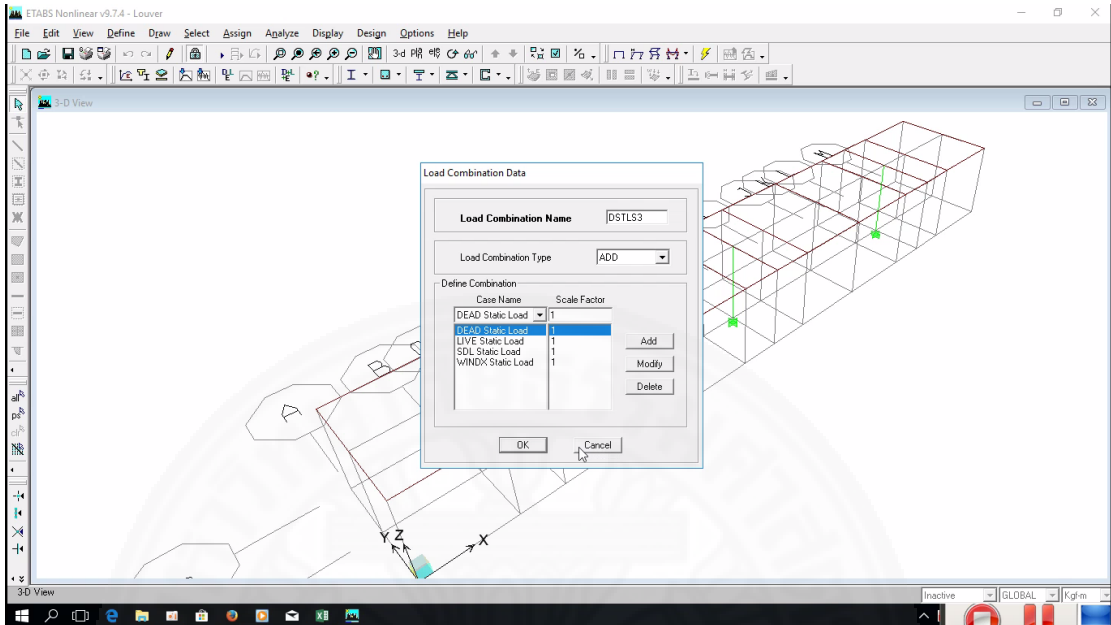 ETABS Nonlinear v9.7.4 - Louver
File Edit View Define Draw Select Assign Analyze Display Design Options Help
3-d
3-D View
all
ps
clr
Load Combination Data
Load Combination Name DSTLS3
Load Combination Type ADD
Define Combination
Case Name Scale Factor
DEAD Static Load 1
DEAD Static Load 1
LIVE Static Load 1
SDL Static Load 1
WINDX Static Load 1
Add
Modify
Delete
OK Cancel
A
B
Y Z X
3-D View Inactive GLOBAL Kgf-m